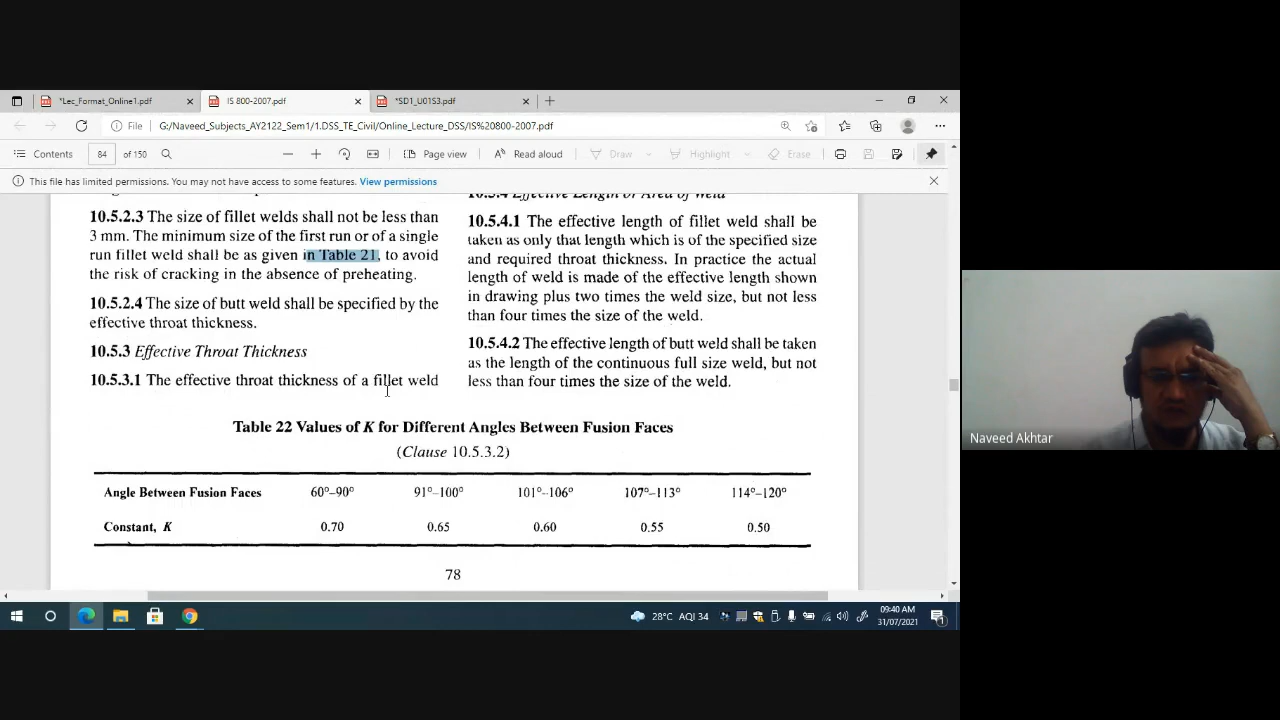 *Lec_Format_Online1.pdf
IS 800-2007.pdf
*SD1_U01S3.pdf
File
G:/Naveed_Subjects_AY2122_Sem1/1.DSS_TE_Civil/Online_Lecture_DSS/IS%20800-2007.pdf
Contents
84 of 150
Page view
Read aloud
Draw
Highlight
Erase
This file has limited permissions. You may not have access to some features. View permissions
10.5.2.3 The size of fillet welds shall not be less than
3 mm. The minimum size of the first run or of a single
run fillet weld shall be as given in Table 21, to avoid
the risk of cracking in the absence of preheating.
10.5.2.4 The size of butt weld shall be specified by the
effective throat thickness.
10.5.3 Effective Throat Thickness
10.5.3.1 The effective throat thickness of a fillet weld
10.5.4 Effective Length or Area of Weld
10.5.4.1 The effective length of fillet weld shall be
taken as only that length which is of the specified size
and required throat thickness. In practice the actual
length of weld is made of the effective length shown
in drawing plus two times the weld size, but not less
than four times the size of the weld.
10.5.4.2 The effective length of butt weld shall be taken
as the length of the continuous full size weld, but not
less than four times the size of the weld.
Table 22 Values of K for Different Angles Between Fusion Faces
(Clause 10.5.3.2)
Angle Between Fusion Faces 60°–90° 91°–100° 101°–106° 107°–113° 114°–120°
Constant, K 0.70 0.65 0.60 0.55 0.50
78
28°C AQI 34
09:40 AM
31/07/2021
1
Naveed Akhtar